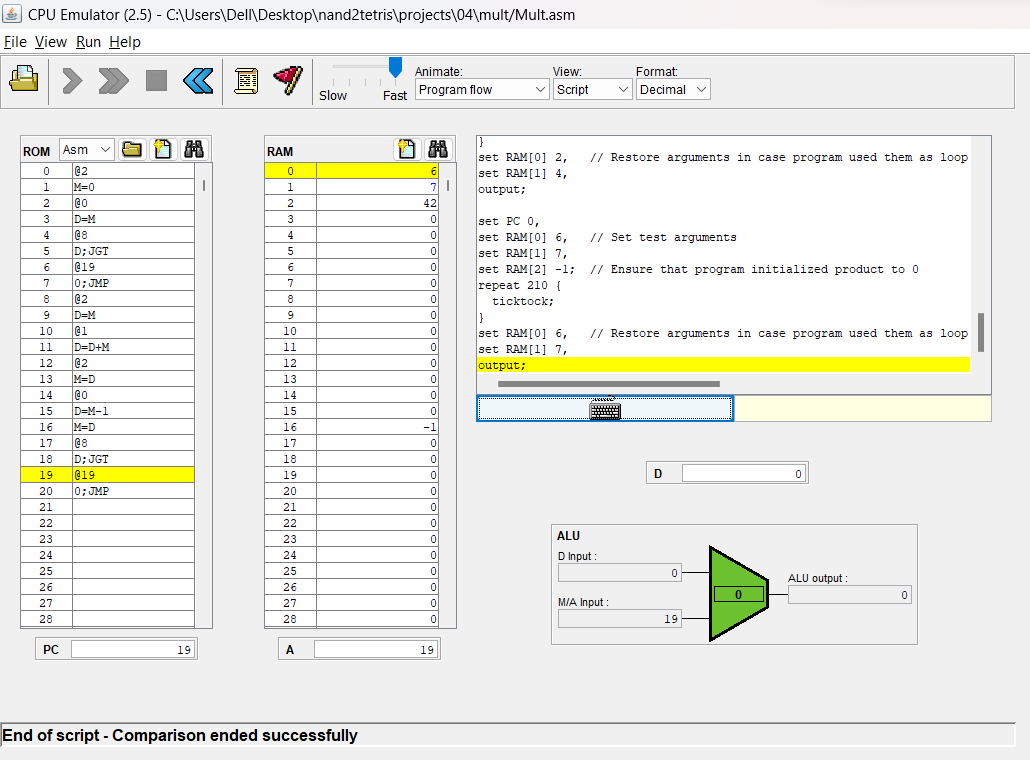 CPU Emulator (2.5) - C:\Users\Dell\Desktop\nand2tetris\projects\04\mult/Mult.asm
File View Run Help
Slow Fast
Animate:
Program flow
View:
Script
Format:
Decimal
ROM Asm
0 @2
1 M=0
2 @0
3 D=M
4 @8
5 D;JGT
6 @19
7 0;JMP
8 @2
9 D=M
10 @1
11 D=D+M
12 @2
13 M=D
14 @0
15 D=M-1
16 M=D
17 @8
18 D;JGT
19 @19
20 0;JMP
21
22
23
24
25
26
27
28
PC 19
RAM
0 6
1 7
2 42
3 0
4 0
5 0
6 0
7 0
8 0
9 0
10 0
11 0
12 0
13 0
14 0
15 0
16 -1
17 0
18 0
19 0
20 0
21 0
22 0
23 0
24 0
25 0
26 0
27 0
28 0
A 19
}
set RAM[0] 2,   // Restore arguments in case program used them as loop
set RAM[1] 4,
output;
set PC 0,
set RAM[0] 6,   // Set test arguments
set RAM[1] 7,
set RAM[2] -1;  // Ensure that program initialized product to 0
repeat 210 {
  ticktock;
}
set RAM[0] 6,   // Restore arguments in case program used them as loop
set RAM[1] 7,
output;
D 0
ALU
D Input :
0
M/A Input :
19
0
ALU output :
0
End of script - Comparison ended successfully